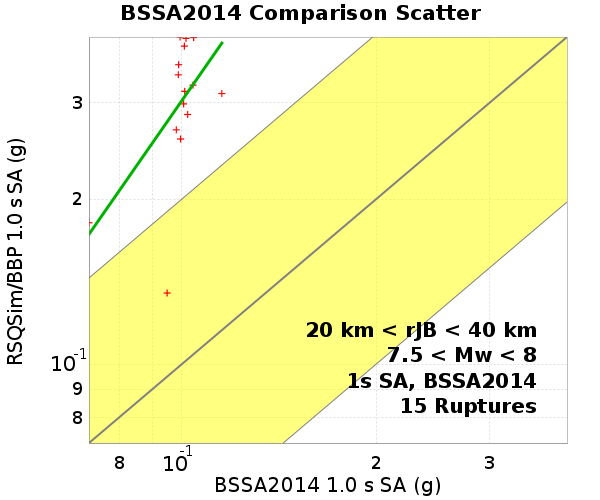 BSSA2014 Comparison Scatter
RSQSim/BBP 1.0 s SA (g)
3
2
10-1
9
8
20 km < rJB < 40 km
7.5 < Mw < 8
1s SA, BSSA2014
15 Ruptures
8 10-1 2 3
BSSA2014 1.0 s SA (g)